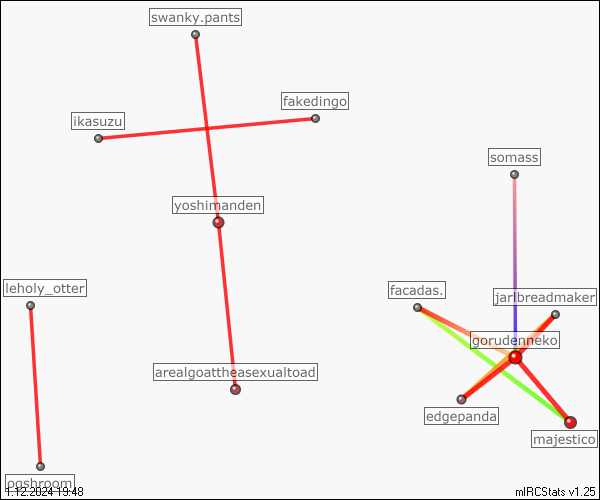 swanky.pants
fakedingo
ikasuzu
somass
yoshimanden
leholy_otter
facadas.
jarlbreadmaker
gorudenneko
arealgoattheasexualtoad
edgepanda
majestico
ogshroom
1.12.2024 19:48
mIRCStats v1.25